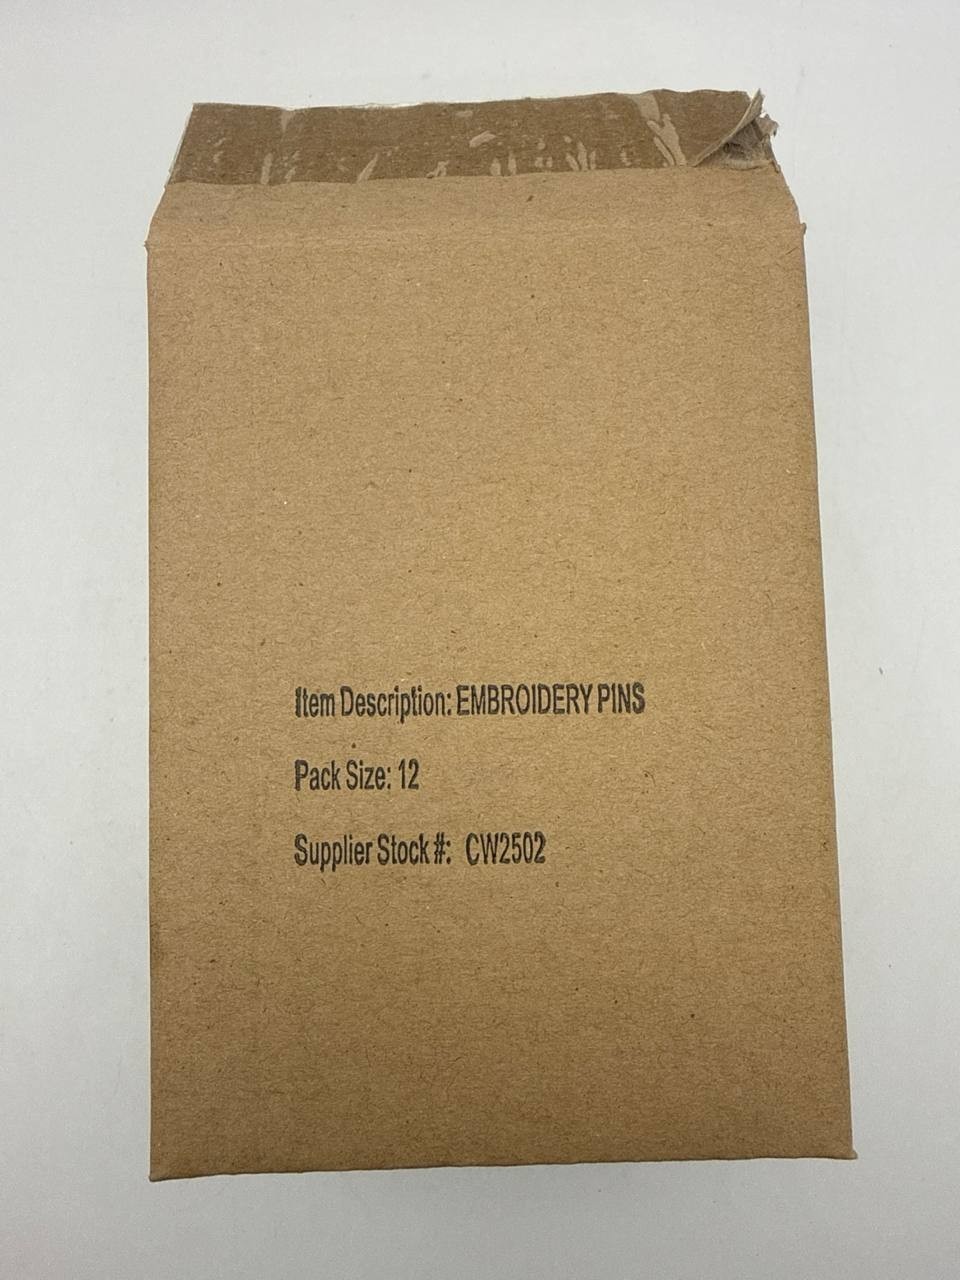 Item Description: EMBROIDERY PINS
Pack Size: 12
Supplier Stock #: CW2502